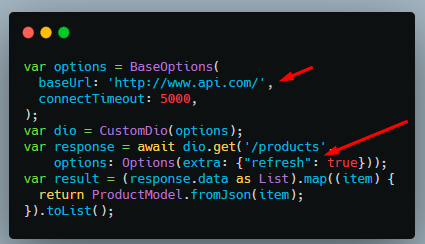 var options = BaseOptions(
  baseUrl: 'http://www.api.com/',
  connectTimeout: 5000,
);
var dio = CustomDio(options);
var response = await dio.get('/products',
    options: Options(extra: {"refresh": true}));
var result = (response.data as List).map((item) {
  return ProductModel.fromJson(item);
}).toList();